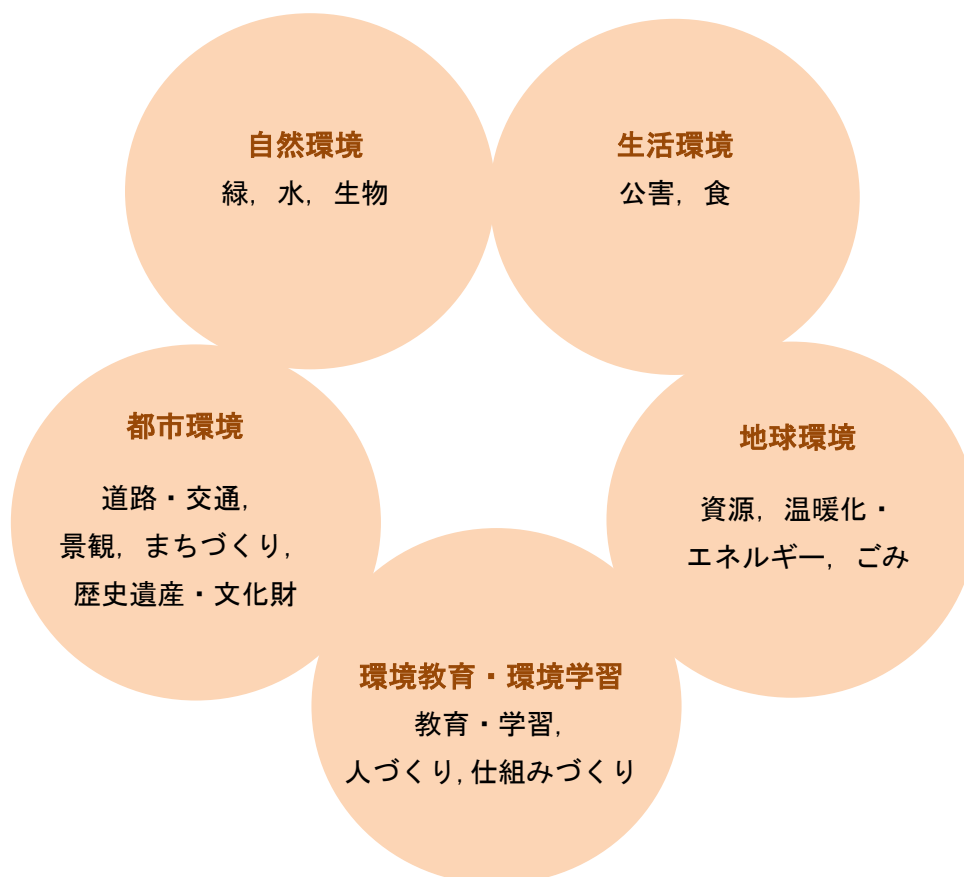 自然環境
緑，水，生物
生活環境
公害，食
都市環境
道路・交通，
景観，まちづくり，
歴史遺産・文化財
地球環境
資源，温暖化・
エネルギー，ごみ
環境教育・環境学習
教育・学習，
人づくり，仕組みづくり